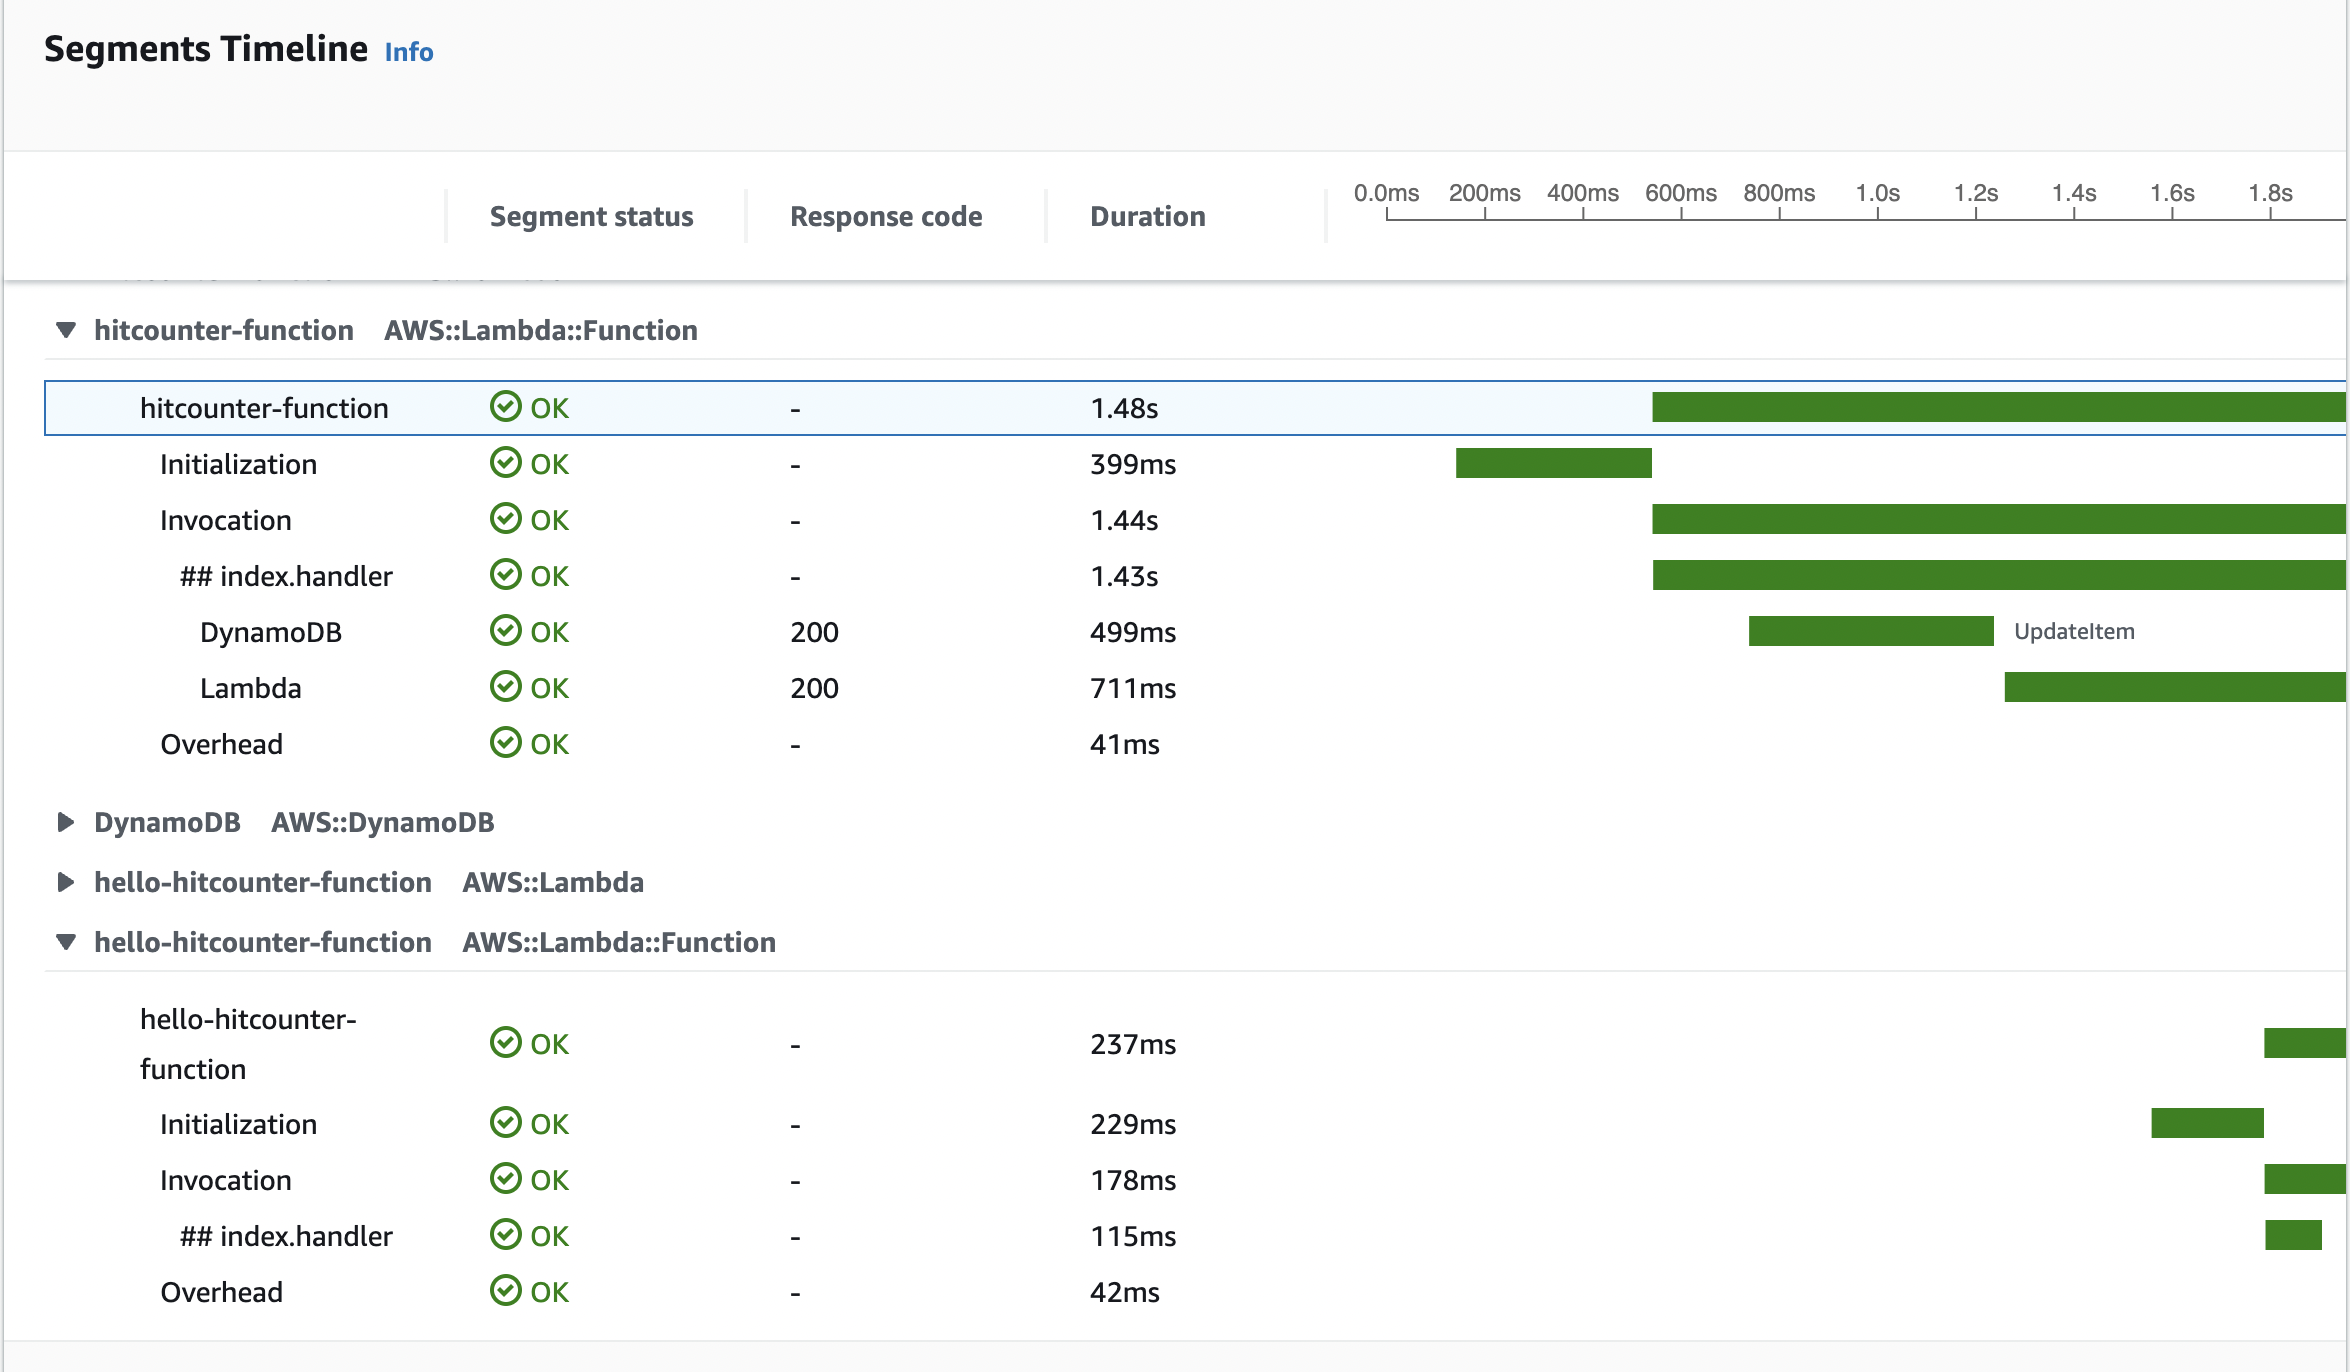 Segments Timeline Info
Segment status Response code Duration 0.0ms 200ms 400ms 600ms 800ms 1.0s 1.2s 1.4s 1.6s 1.8s
hitcounter-function AWS::Lambda::Function
hitcounter-function OK - 1.48s
Initialization OK - 399ms
Invocation OK - 1.44s
## index.handler OK - 1.43s
DynamoDB OK 200 499ms UpdateItem
Lambda OK 200 711ms
Overhead OK - 41ms
DynamoDB AWS::DynamoDB
hello-hitcounter-function AWS::Lambda
hello-hitcounter-function AWS::Lambda::Function
hello-hitcounter-
function OK - 237ms
Initialization OK - 229ms
Invocation OK - 178ms
## index.handler OK - 115ms
Overhead OK - 42ms